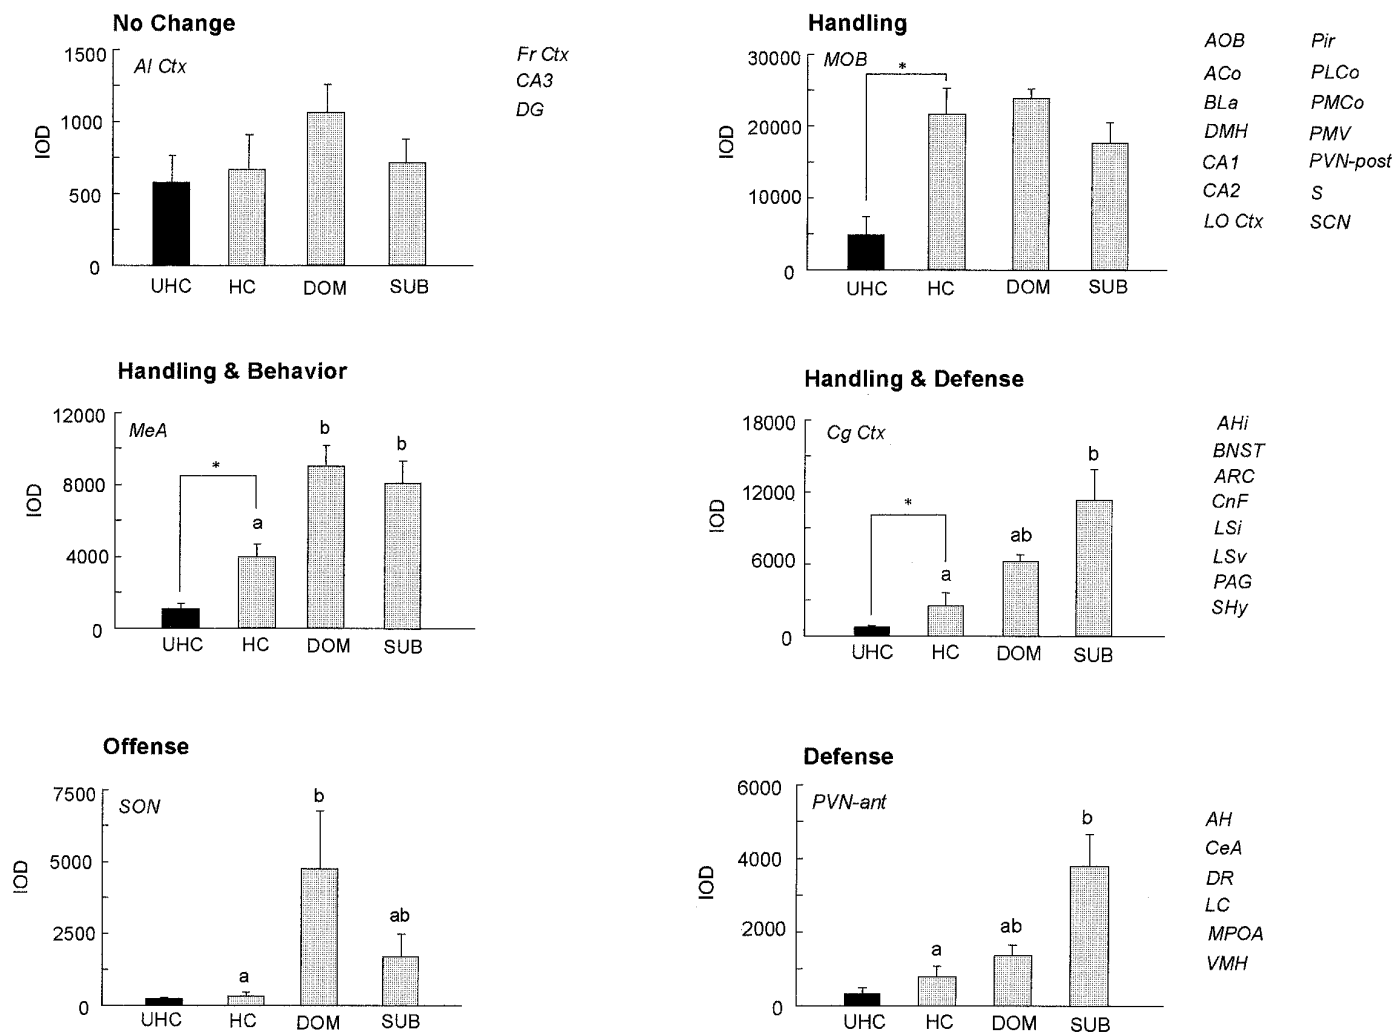 No Change
1500
1000
500
0
IOD
AI Ctx
UHC HC DOM SUB
Fr Ctx
CA3
DG
Handling
30000
20000
10000
0
IOD
MOB
*
UHC HC DOM SUB
AOB Pir
ACo PLCo
BLa PMCo
DMH PMV
CA1 PVN-post
CA2 S
LO Ctx SCN
Handling & Behavior
12000
8000
4000
0
IOD
MeA
*
a
b
b
UHC HC DOM SUB
Handling & Defense
18000
12000
6000
0
IOD
Cg Ctx
*
a
ab
b
UHC HC DOM SUB
AHi
BNST
ARC
CnF
LSi
LSv
PAG
SHy
Offense
7500
5000
2500
0
IOD
SON
a
b
ab
UHC HC DOM SUB
Defense
6000
4000
2000
0
IOD
PVN-ant
a
ab
b
UHC HC DOM SUB
AH
CeA
DR
LC
MPOA
VMH